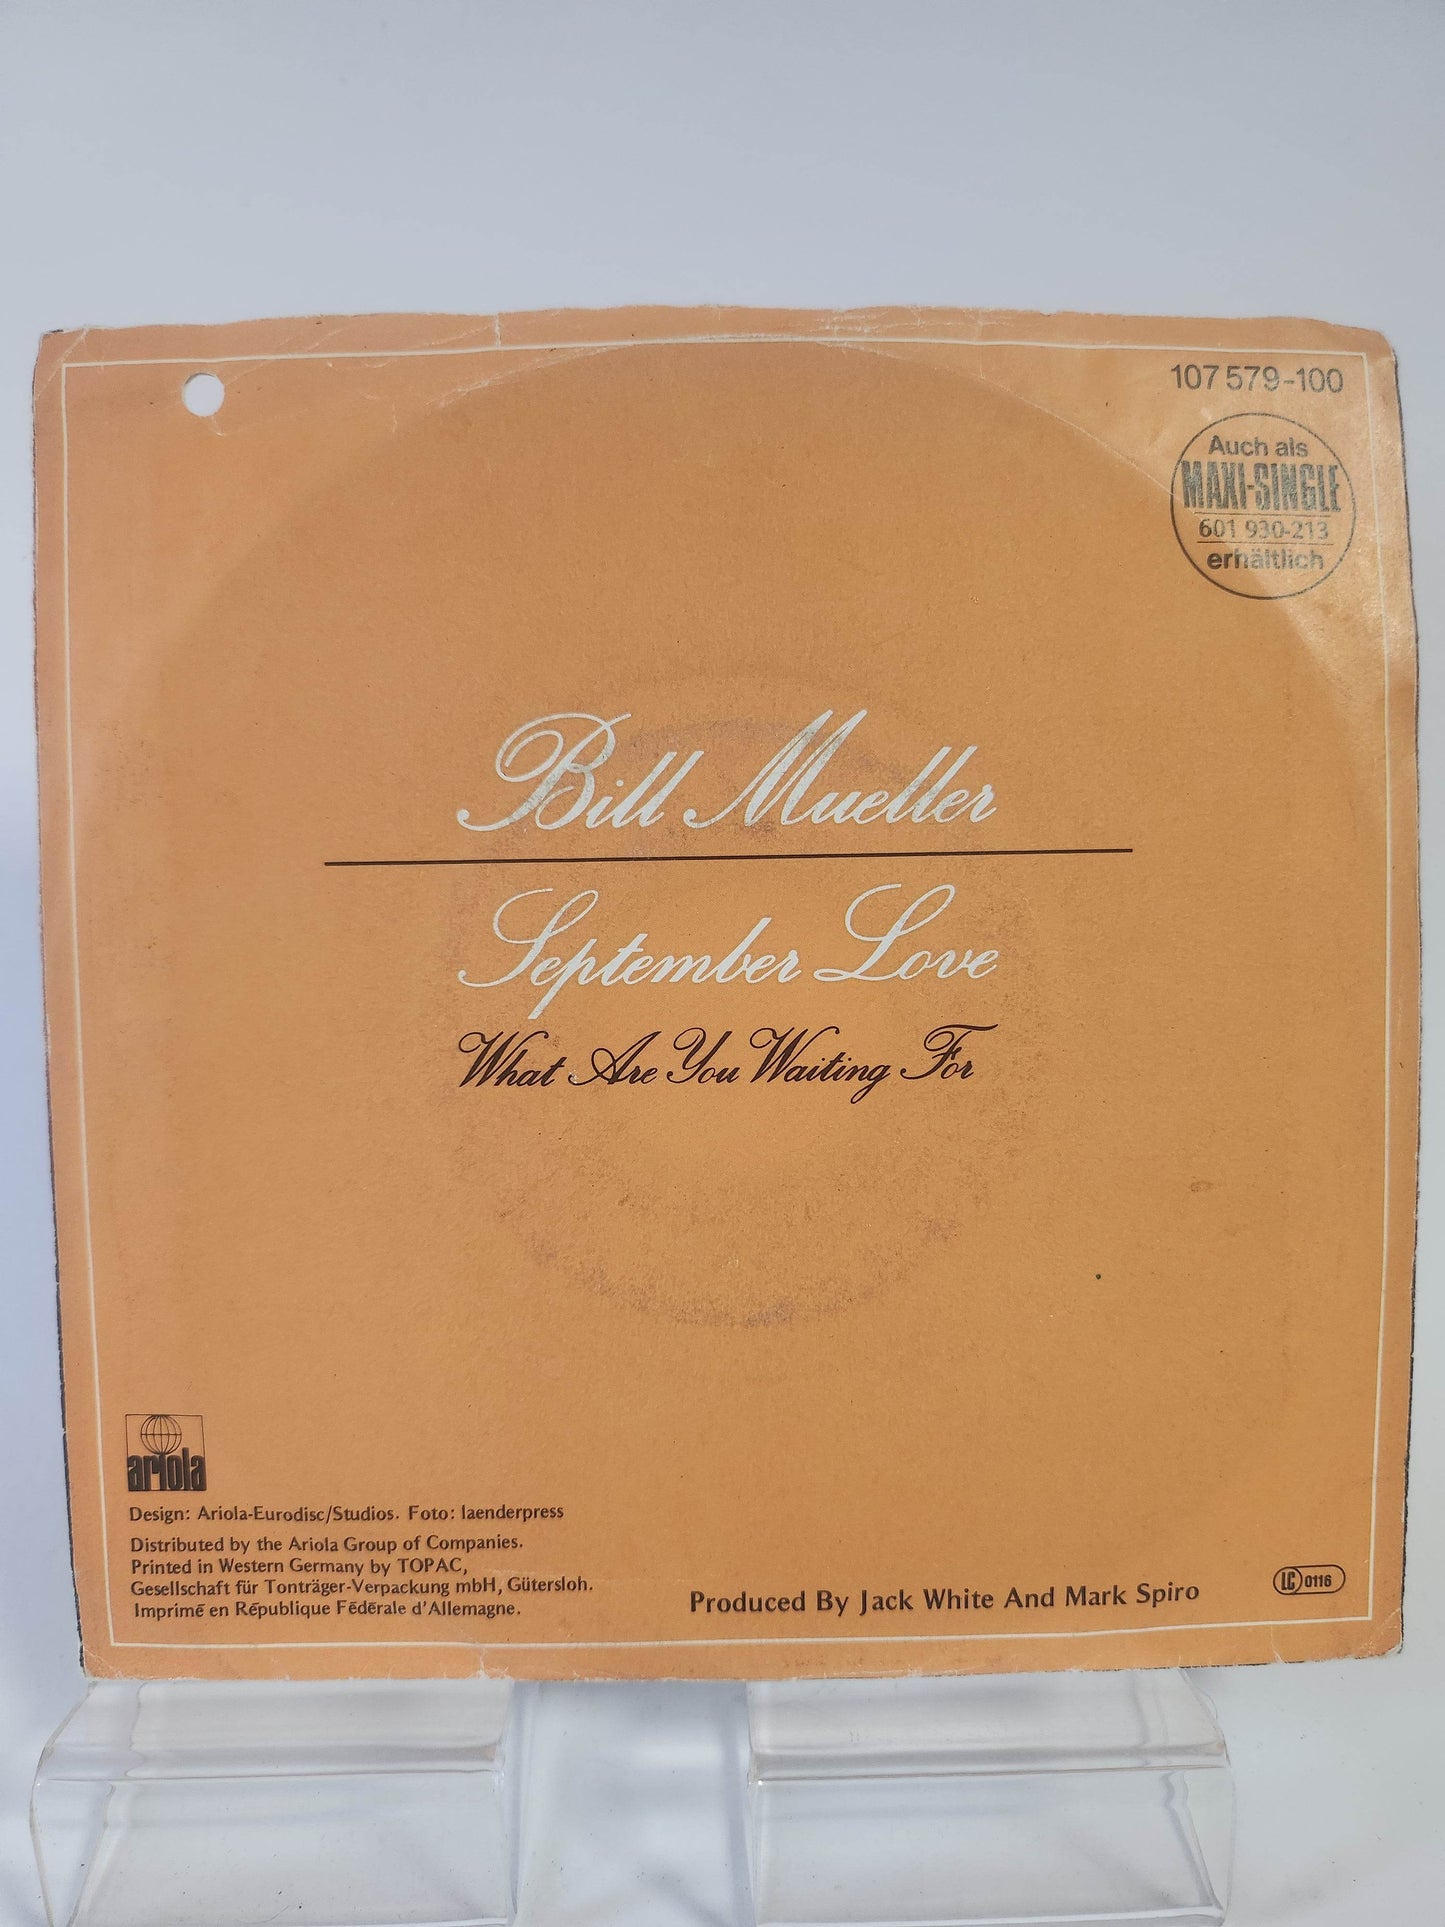 107 579-100
Auch als
MAXI-SINGLE
601 930-213
erhältlich
Bill Mueller
September Love
What Are You Waiting For
ariola
Design: Ariola-Eurodisc/Studios. Foto: laenderpress
Distributed by the Ariola Group of Companies.
Printed in Western Germany by TOPAC,
Gesellschaft für Tonträger-Verpackung mbH, Gütersloh.
Imprimē en Rēpublique Fēdērale d'Allemagne.
Produced By Jack White And Mark Spiro
LC 0116